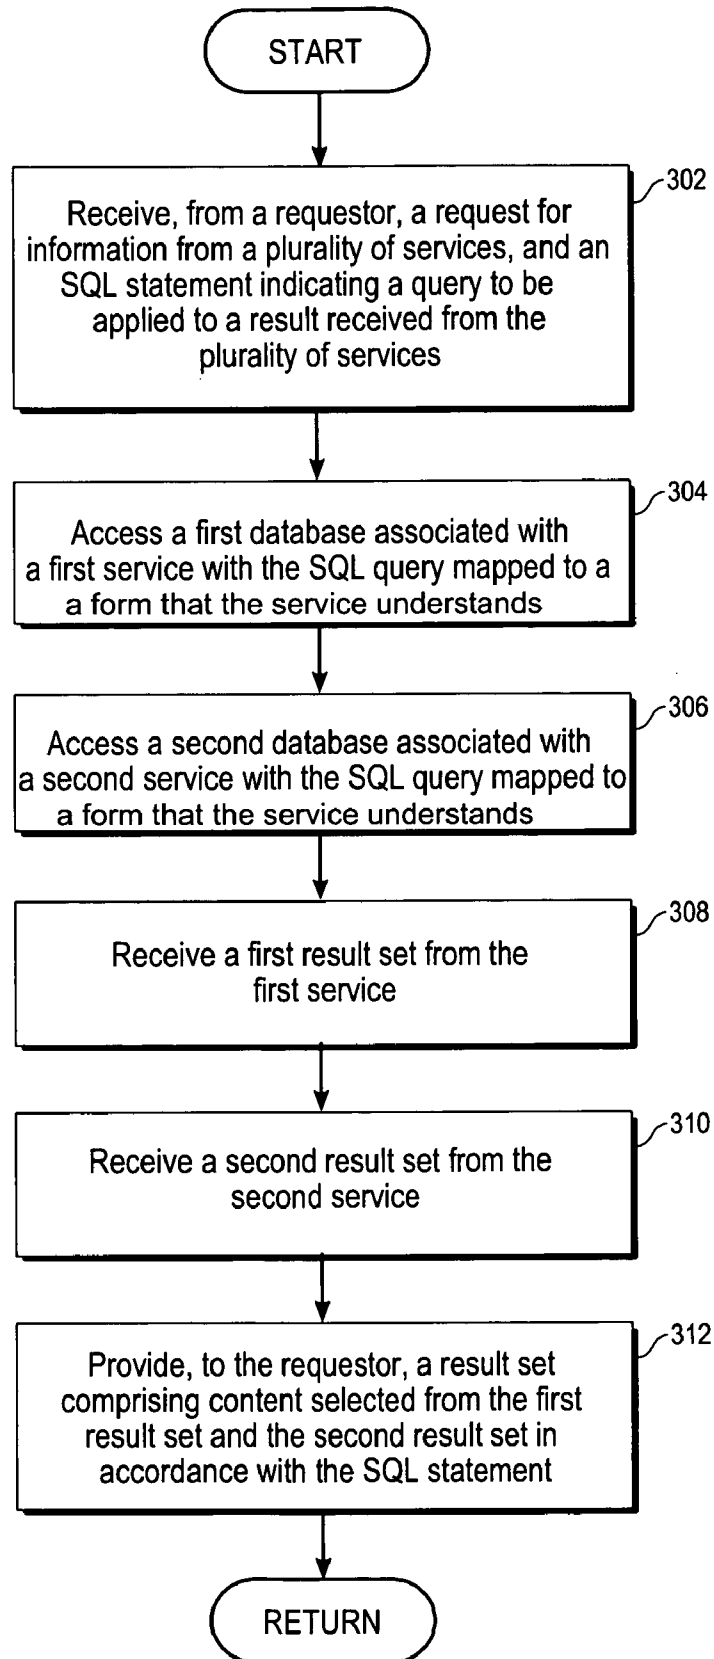 START
302
Receive, from a requestor, a request for
information from a plurality of services, and an
SQL statement indicating a query to be
applied to a result received from the
plurality of services
304
Access a first database associated with
a first service with the SQL query mapped to a
a form that the service understands
306
Access a second database associated with
a second service with the SQL query mapped to
a form that the service understands
308
Receive a first result set from the
first service
310
Receive a second result set from the
second service
312
Provide, to the requestor, a result set
comprising content selected from the first
result set and the second result set in
accordance with the SQL statement
RETURN